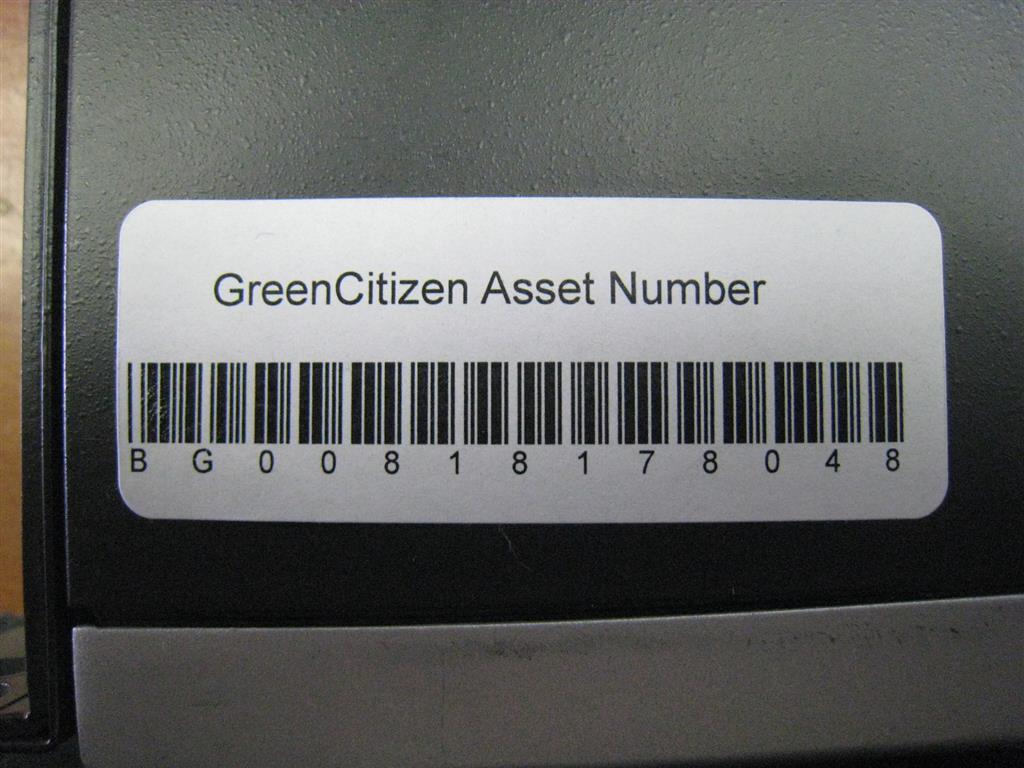 GreenCitizen Asset Number
B G 0 0 8 1 8 1 7 8 0 4 8